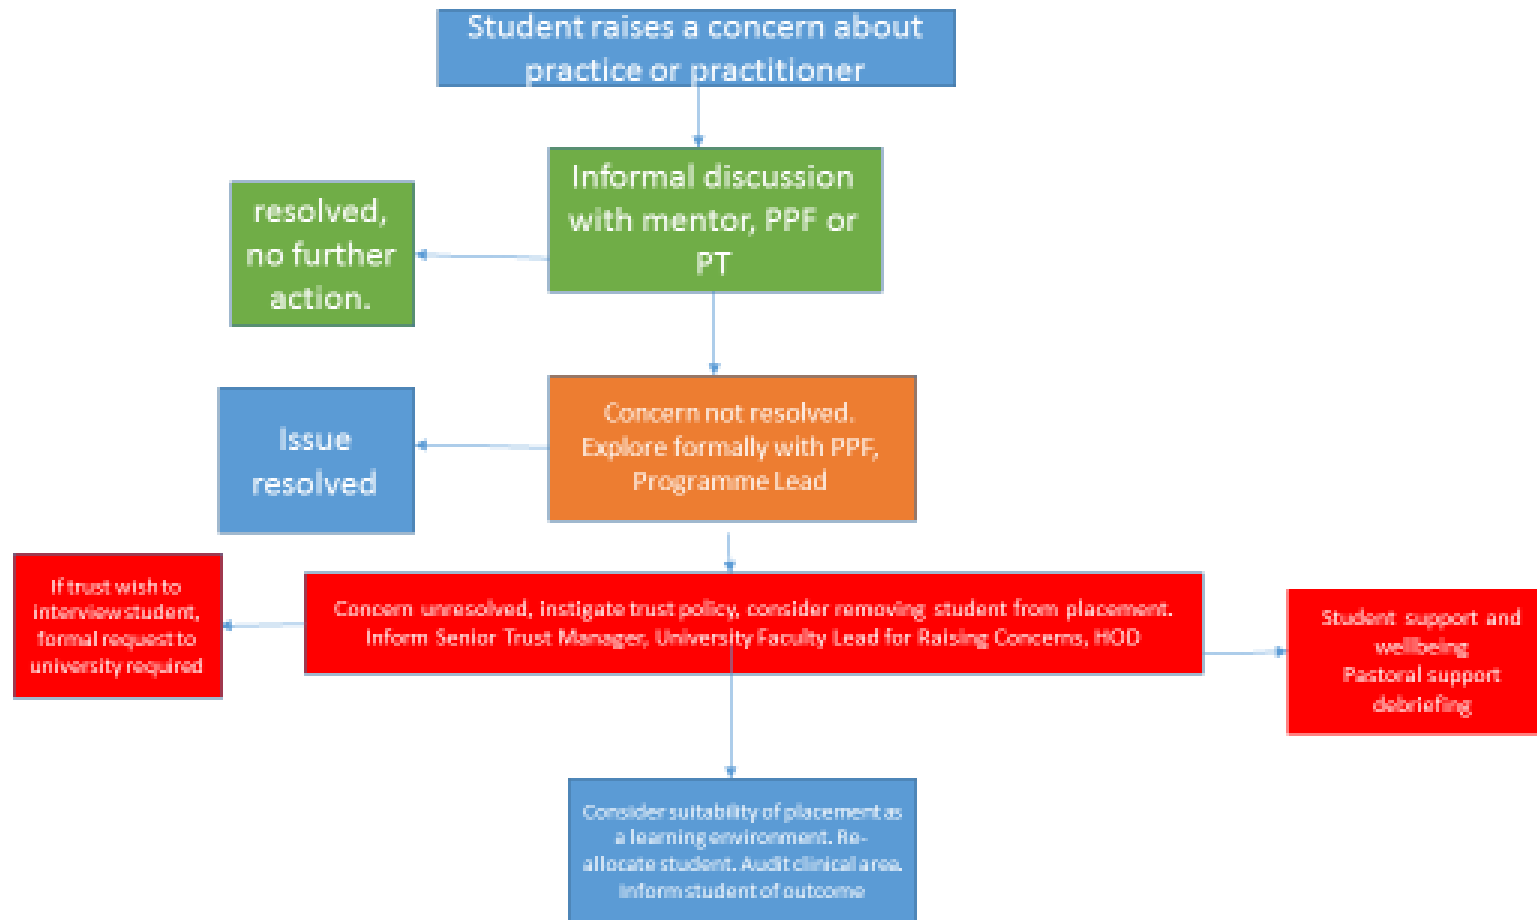 Student raises a concern about
practice or practitioner
Informal discussion
with mentor, PPF or
PT
resolved,
no further
action.
Concern not resolved.
Explore formally with PPF,
Programme Lead
Issue
resolved
If trust wish to
interview student,
formal request to
university required
Concern unresolved, instigate trust policy, consider removing student from placement.
Inform Senior Trust Manager, University Faculty Lead for Raising Concerns, HOD
Student support and
wellbeing
Pastoral support
debriefing
Consider suitability of placement as
a learning environment. Re-
allocate student. Audit clinical area.
Inform student of outcome